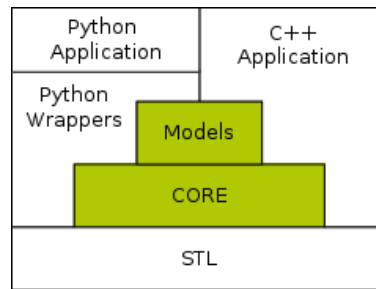 Python
Application
C++
Application
Python
Wrappers
Models
CORE
STL